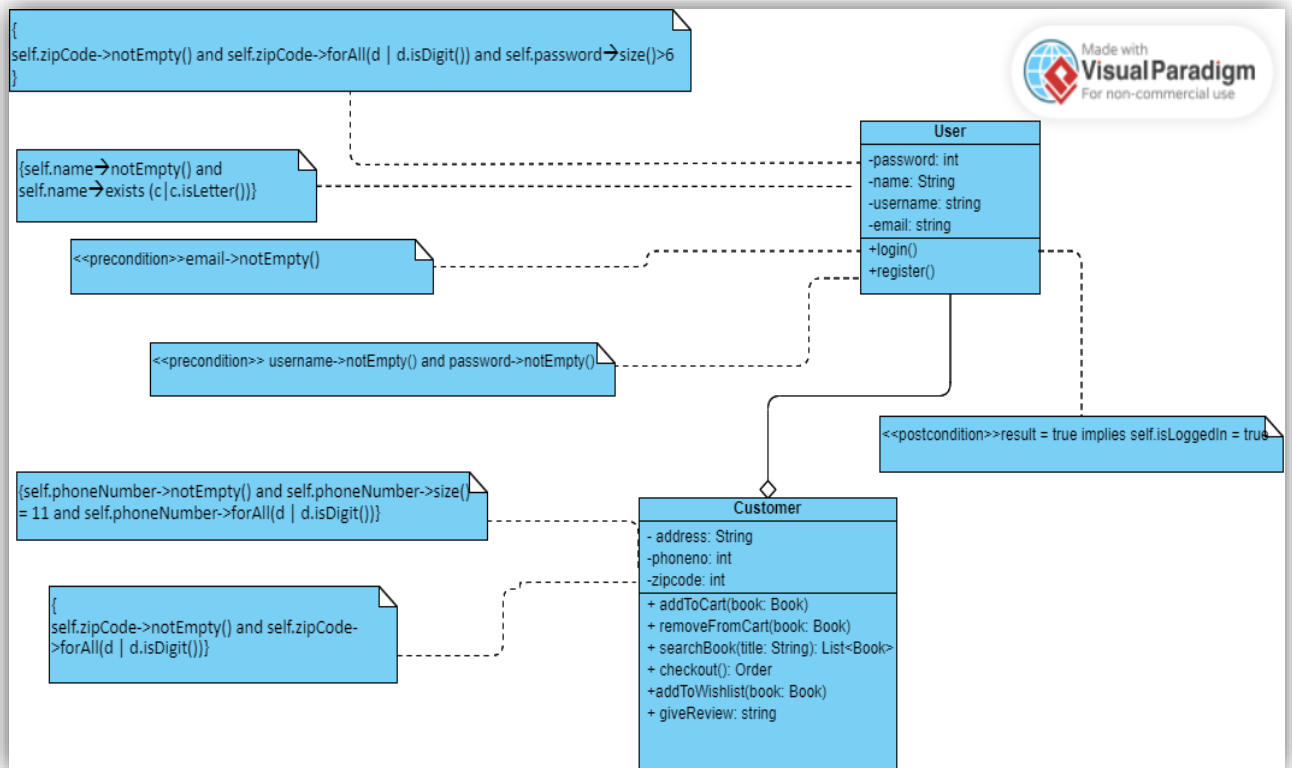 {
self.zipCode->notEmpty() and self.zipCode->forAll(d | d.isDigit()) and self.password→size()>6
}
Made with
Visual Paradigm
For non-commercial use
User
-password: int
-name: String
-username: string
-email: string
+login()
+register()
{self.name→notEmpty() and
self.name→exists (c|c.isLetter())}
<<precondition>>email->notEmpty()
<<precondition>> username->notEmpty() and password->notEmpty()
<<postcondition>>result = true implies self.isLoggedIn = true
{self.phoneNumber->notEmpty() and self.phoneNumber->size()
= 11 and self.phoneNumber->forAll(d | d.isDigit())}
{
self.zipCode->notEmpty() and self.zipCode-
>forAll(d | d.isDigit())}
Customer
- address: String
-phoneno: int
-zipcode: int
+ addToCart(book: Book)
+ removeFromCart(book: Book)
+ searchBook(title: String): List<Book>
+ checkout(): Order
+addToWishlist(book: Book)
+ giveReview: string